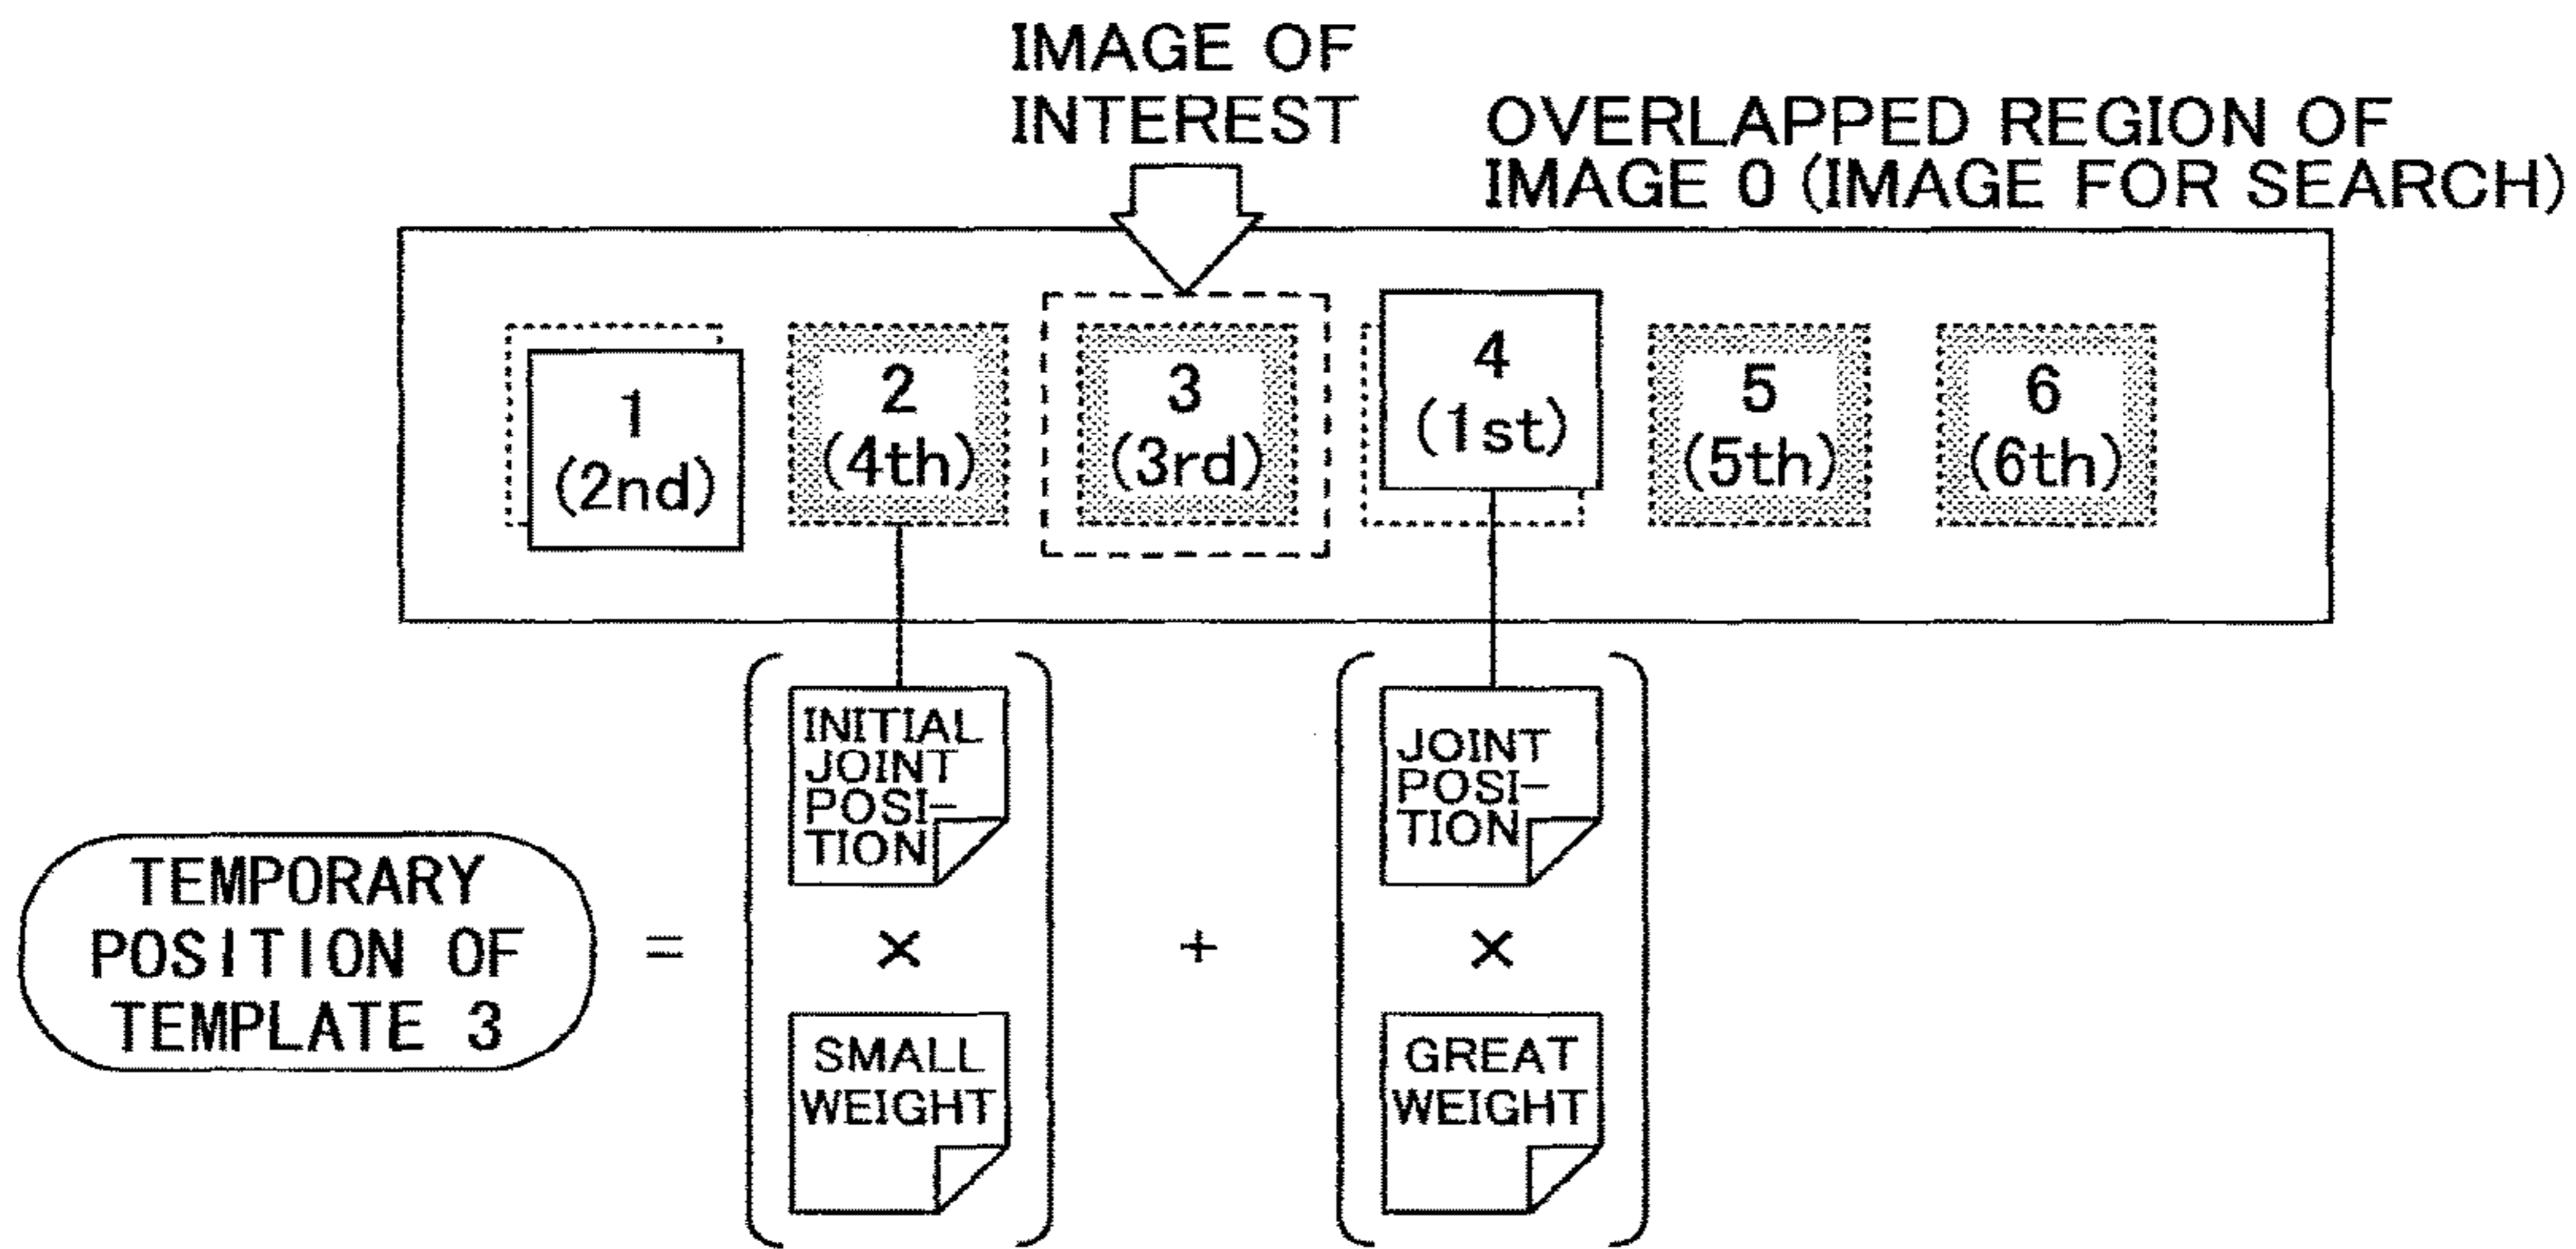 IMAGE OF
INTEREST
OVERLAPPED REGION OF
IMAGE 0 (IMAGE FOR SEARCH)
1
(2nd)
2
(4th)
3
(3rd)
4
(1st)
5
(5th)
6
(6th)
INITIAL
JOINT
POSI-
TION
JOINT
POSI-
TION
TEMPORARY
POSITION OF
TEMPLATE 3
=
×
+
×
SMALL
WEIGHT
GREAT
WEIGHT